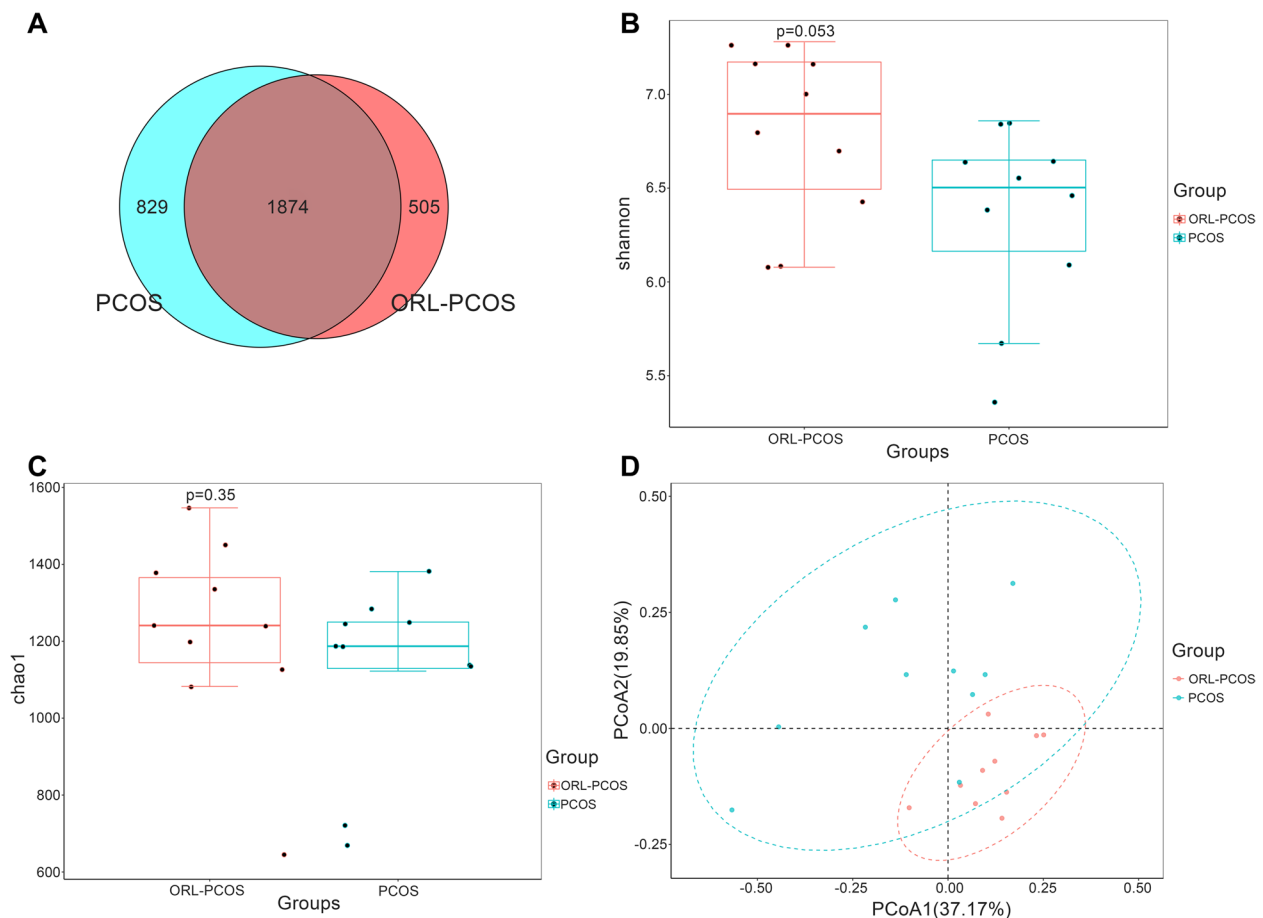 A
829
1874
505
PCOS
ORL-PCOS
B
p=0.053
7.0
6.5
6.0
5.5
shannon
ORL-PCOS
PCOS
Groups
Group
ORL-PCOS
PCOS
C
1600
p=0.35
1400
1200
1000
800
600
chao1
ORL-PCOS
PCOS
Groups
Group
ORL-PCOS
PCOS
D
0.50
0.25
0.00
-0.25
PCoA2(19.85%)
-0.50
-0.25
0.00
0.25
0.50
PCoA1(37.17%)
Group
ORL-PCOS
PCOS